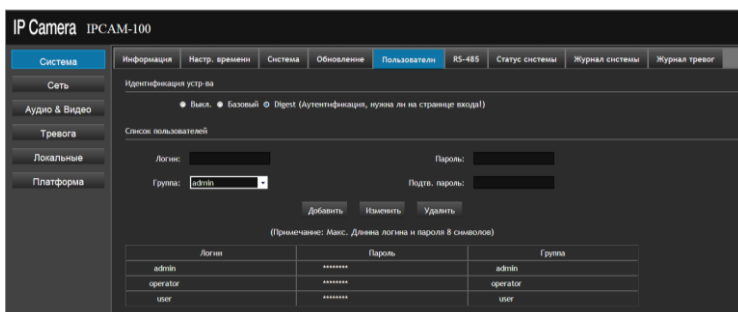 IP Camera IPCAM-100
Система
Сеть
Аудио & Видео
Тревога
Локальные
Платформа
Информация Настр. времени Система Обновление Пользователи RS-485 Статус системы Журнал системы Журнал тревог
Идентификация устр-ва
Выкл. Базовый Digest (Аутентификация, нужна ли на странице входа!)
Список пользователей
Логин: Пароль:
Группа: admin Подтв. пароль:
Добавить Изменить Удалить
(Примечание: Макс. Длинна логина и пароля 8 символов)
Логин Пароль Группа
admin ******** admin
operator ******** operator
user ******** user